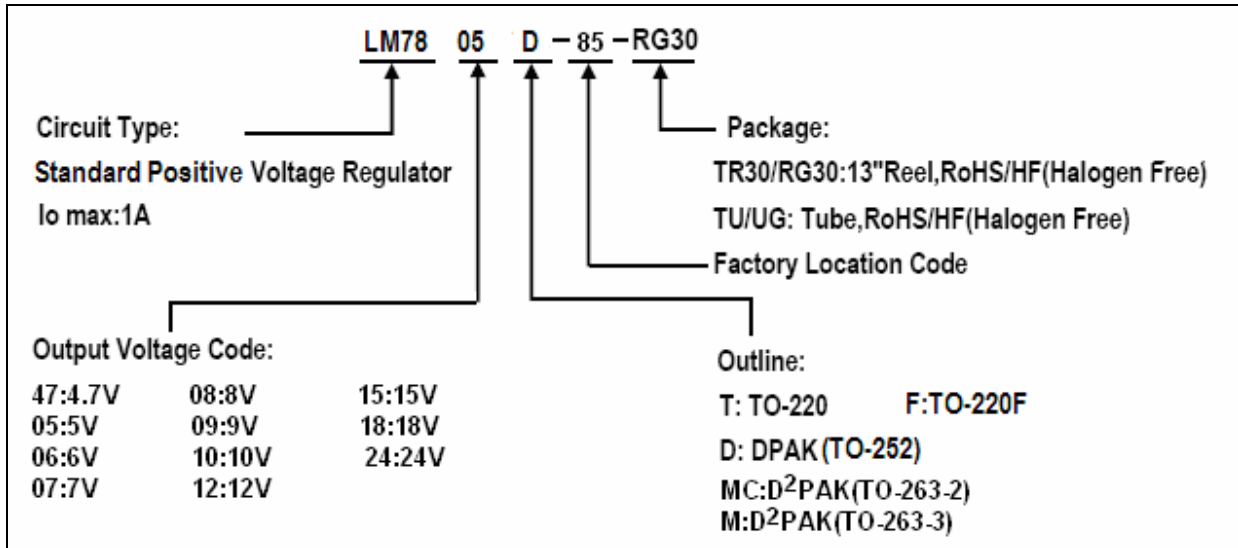 LM78 05 D - 85 - RG30
Circuit Type:
Standard Positive Voltage Regulator
Io max:1A
Package:
TR30/RG30:13"Reel,RoHS/HF(Halogen Free)
TU/UG: Tube,RoHS/HF(Halogen Free)
Factory Location Code
Output Voltage Code:
47:4.7V 08:8V 15:15V
05:5V 09:9V 18:18V
06:6V 10:10V 24:24V
07:7V 12:12V
Outline:
T: TO-220 F:TO-220F
D: DPAK(TO-252)
MC:D²PAK(TO-263-2)
M:D²PAK(TO-263-3)